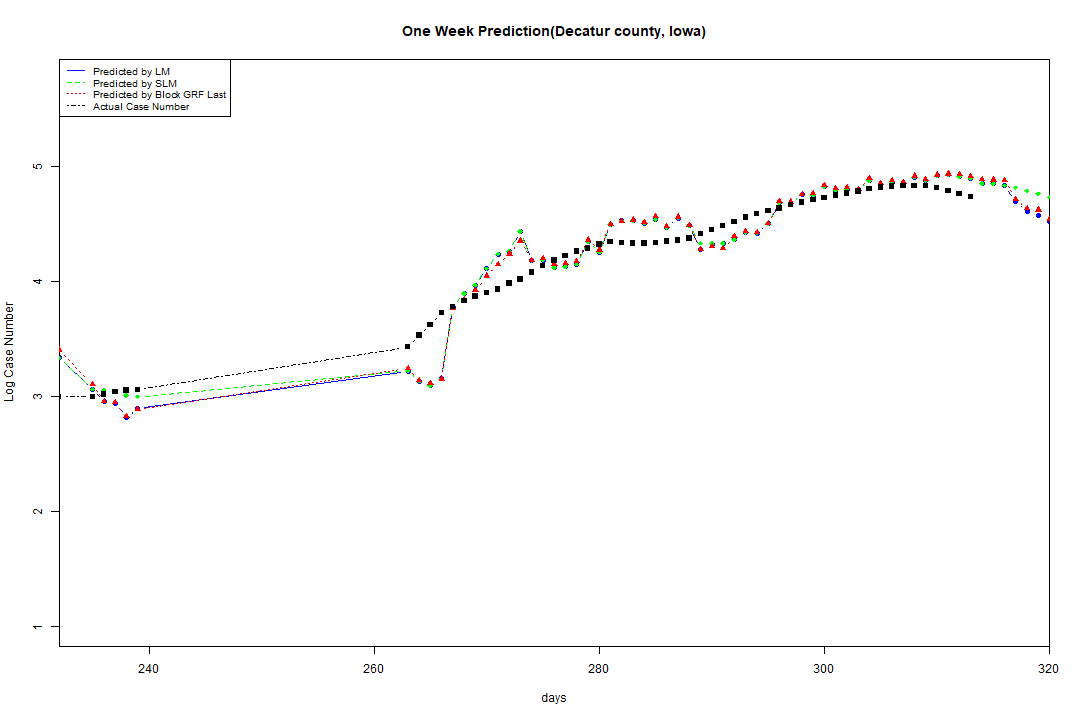 One Week Prediction(Decatur county, Iowa)
Predicted by LM
Predicted by SLM
Predicted by Block GRF Last
Actual Case Number
5
4
3
2
1
Log Case Number
240 260 280 300 320
days